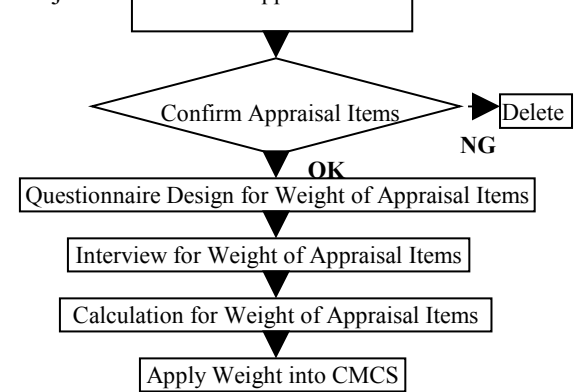 Confirm Appraisal Items
Delete
NG
OK
Questionnaire Design for Weight of Appraisal Items
Interview for Weight of Appraisal Items
Calculation for Weight of Appraisal Items
Apply Weight into CMCS